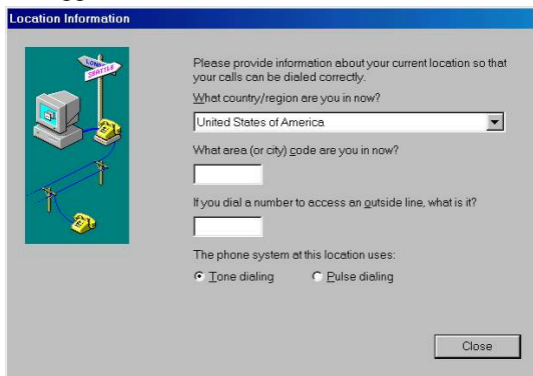 Location Information
LONDON
SEATTLE
Please provide information about your current location so that
your calls can be dialed correctly.
What country/region are you in now?
United States of America
What area (or city) code are you in now?
If you dial a number to access an outside line, what is it?
The phone system at this location uses:
Tone dialing
Pulse dialing
Close